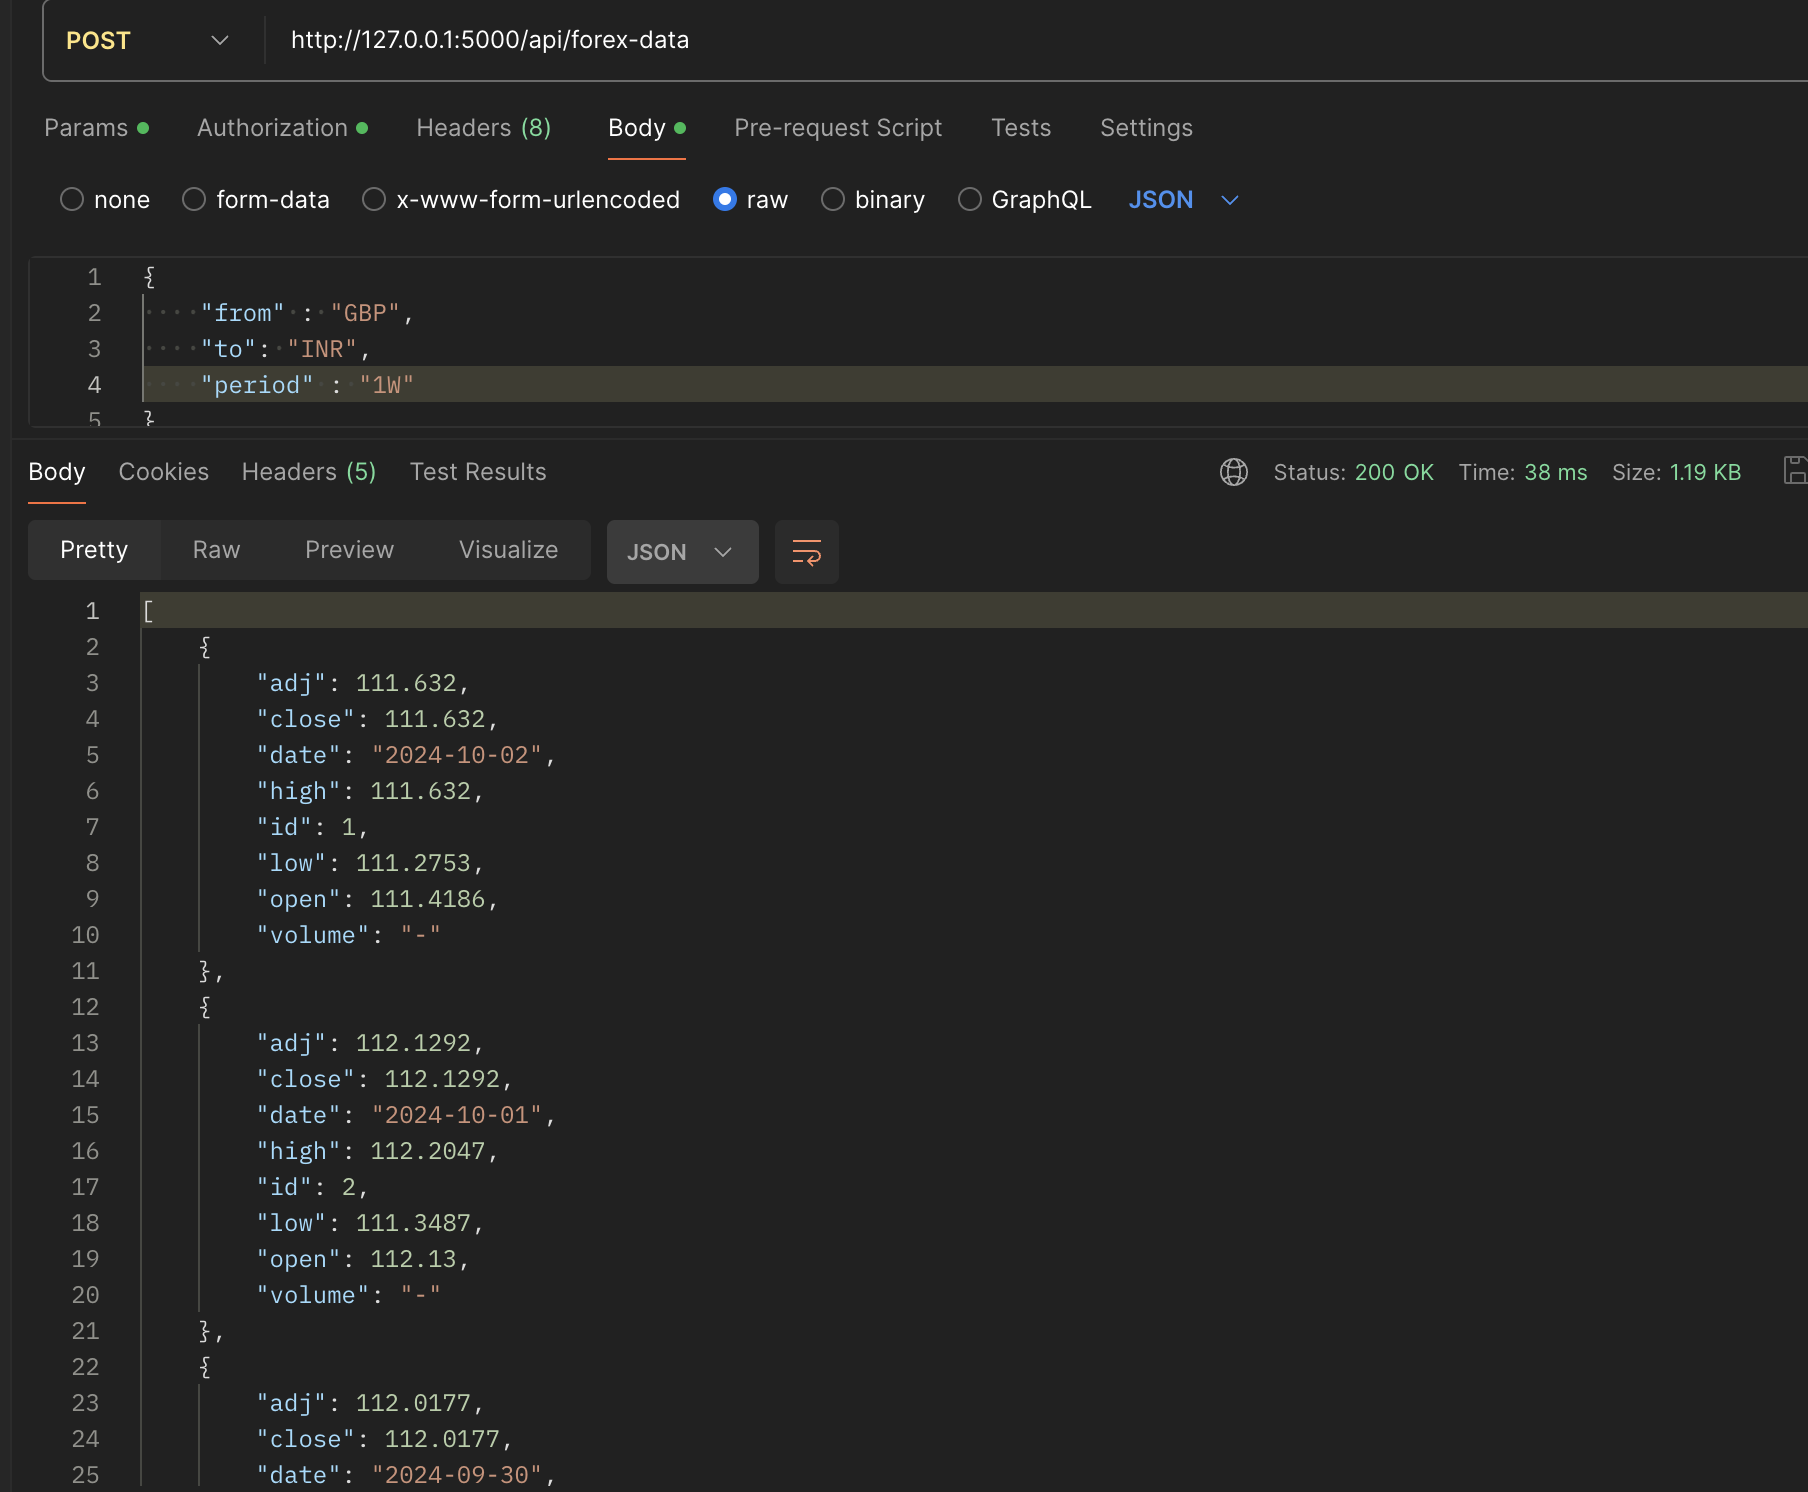 POST http://127.0.0.1:5000/api/forex-data
Params Authorization Headers (8) Body Pre-request Script Tests Settings
none form-data x-www-form-urlencoded raw binary GraphQL JSON
1 {
2 "from" : "GBP",
3 "to": "INR",
4 "period" : "1W"
5 }
Body Cookies Headers (5) Test Results Status: 200 OK Time: 38 ms Size: 1.19 KB
Pretty Raw Preview Visualize JSON
1 [
2 {
3 "adj": 111.632,
4 "close": 111.632,
5 "date": "2024-10-02",
6 "high": 111.632,
7 "id": 1,
8 "low": 111.2753,
9 "open": 111.4186,
10 "volume": "-"
11 },
12 {
13 "adj": 112.1292,
14 "close": 112.1292,
15 "date": "2024-10-01",
16 "high": 112.2047,
17 "id": 2,
18 "low": 111.3487,
19 "open": 112.13,
20 "volume": "-"
21 },
22 {
23 "adj": 112.0177,
24 "close": 112.0177,
25 "date": "2024-09-30",